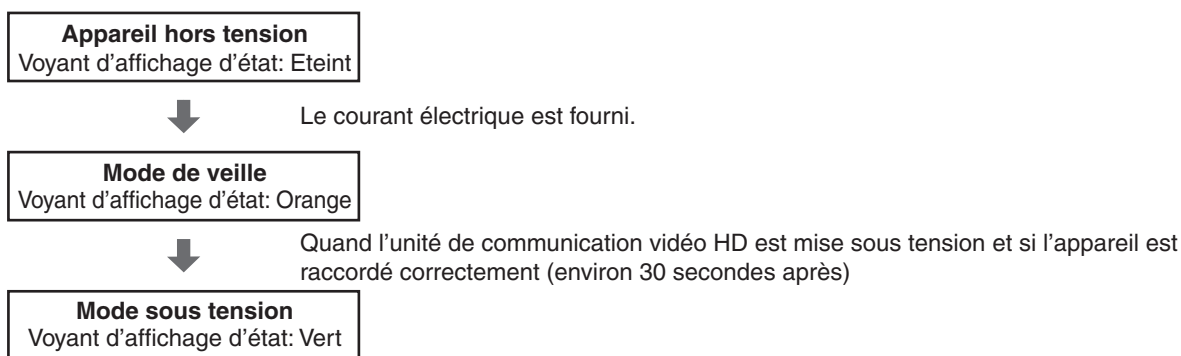 Appareil hors tension
Voyant d’affichage d’état: Eteint
Le courant électrique est fourni.
Mode de veille
Voyant d’affichage d’état: Orange
Quand l’unité de communication vidéo HD est mise sous tension et si l’appareil est
raccordé correctement (environ 30 secondes après)
Mode sous tension
Voyant d’affichage d’état: Vert